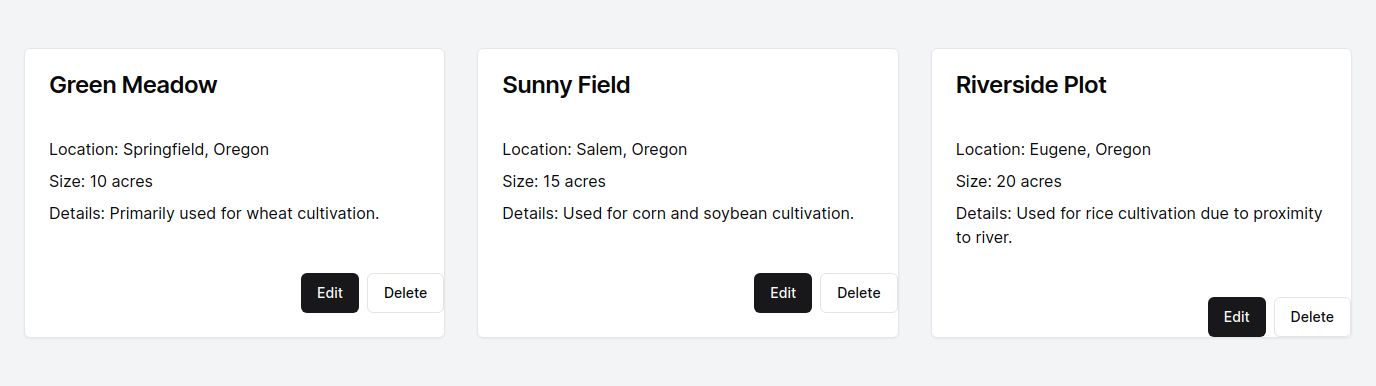 Green Meadow
Location: Springfield, Oregon
Size: 10 acres
Details: Primarily used for wheat cultivation.
Edit
Delete
Sunny Field
Location: Salem, Oregon
Size: 15 acres
Details: Used for corn and soybean cultivation.
Edit
Delete
Riverside Plot
Location: Eugene, Oregon
Size: 20 acres
Details: Used for rice cultivation due to proximity
to river.
Edit
Delete